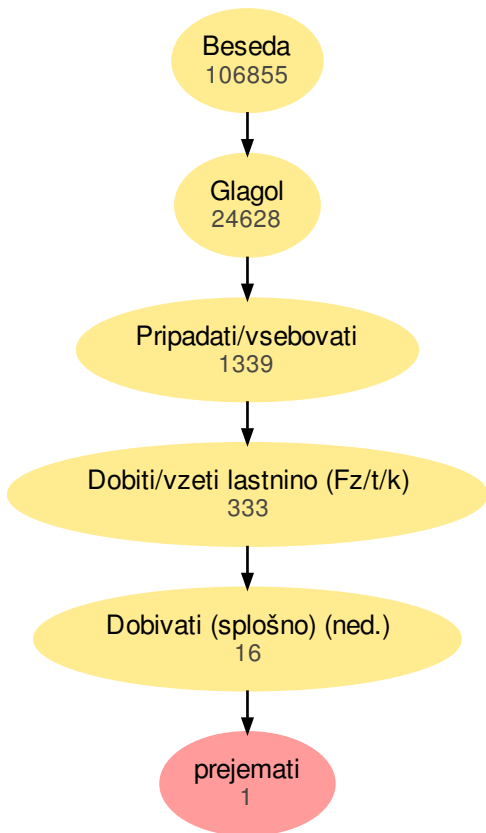 Beseda
106855
Glagol
24628
Pripadati/vsebovati
1339
Dobiti/vzeti lastnino (Fz/t/k)
333
Dobivati (splošno) (ned.)
16
prejemati
1